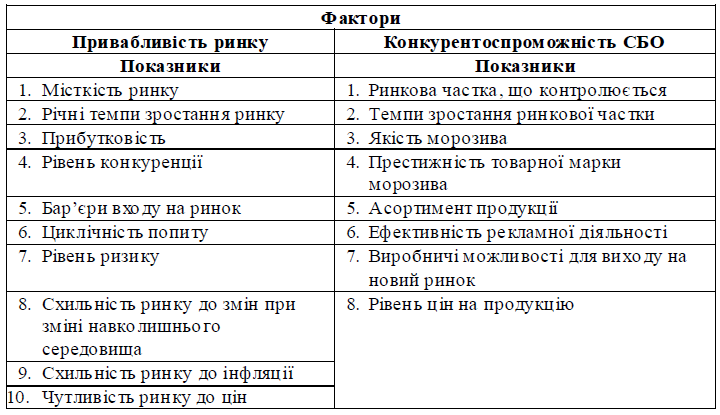 Фактори
Привабливість ринку
Конкурентоспроможність СБО
Показники
Показники
1. Місткість ринку
1. Ринкова частка, що контролюється
2. Річні темпи зростання ринку
2. Темпи зростання ринкової частки
3. Прибутковість
3. Якість морозива
4. Рівень конкуренції
4. Престижність товарної марки
морозива
5. Бар’єри входу на ринок
5. Асортимент продукції
6. Циклічність попиту
6. Ефективність рекламної діяльності
7. Рівень ризику
7. Виробничі можливості для виходу на
новий ринок
8. Схильність ринку до змін при
зміні навколишнього
середовища
8. Рівень цін на продукцію
9. Схильність ринку до інфляції
10. Чутливість ринку до цін